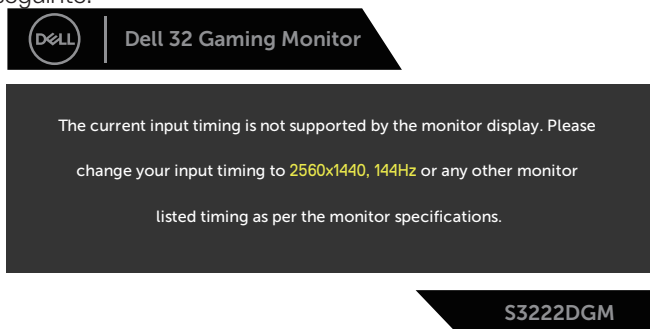 DELL
Dell 32 Gaming Monitor
The current input timing is not supported by the monitor display. Please
change your input timing to 2560x1440, 144Hz or any other monitor
listed timing as per the monitor specifications.
S3222DGM